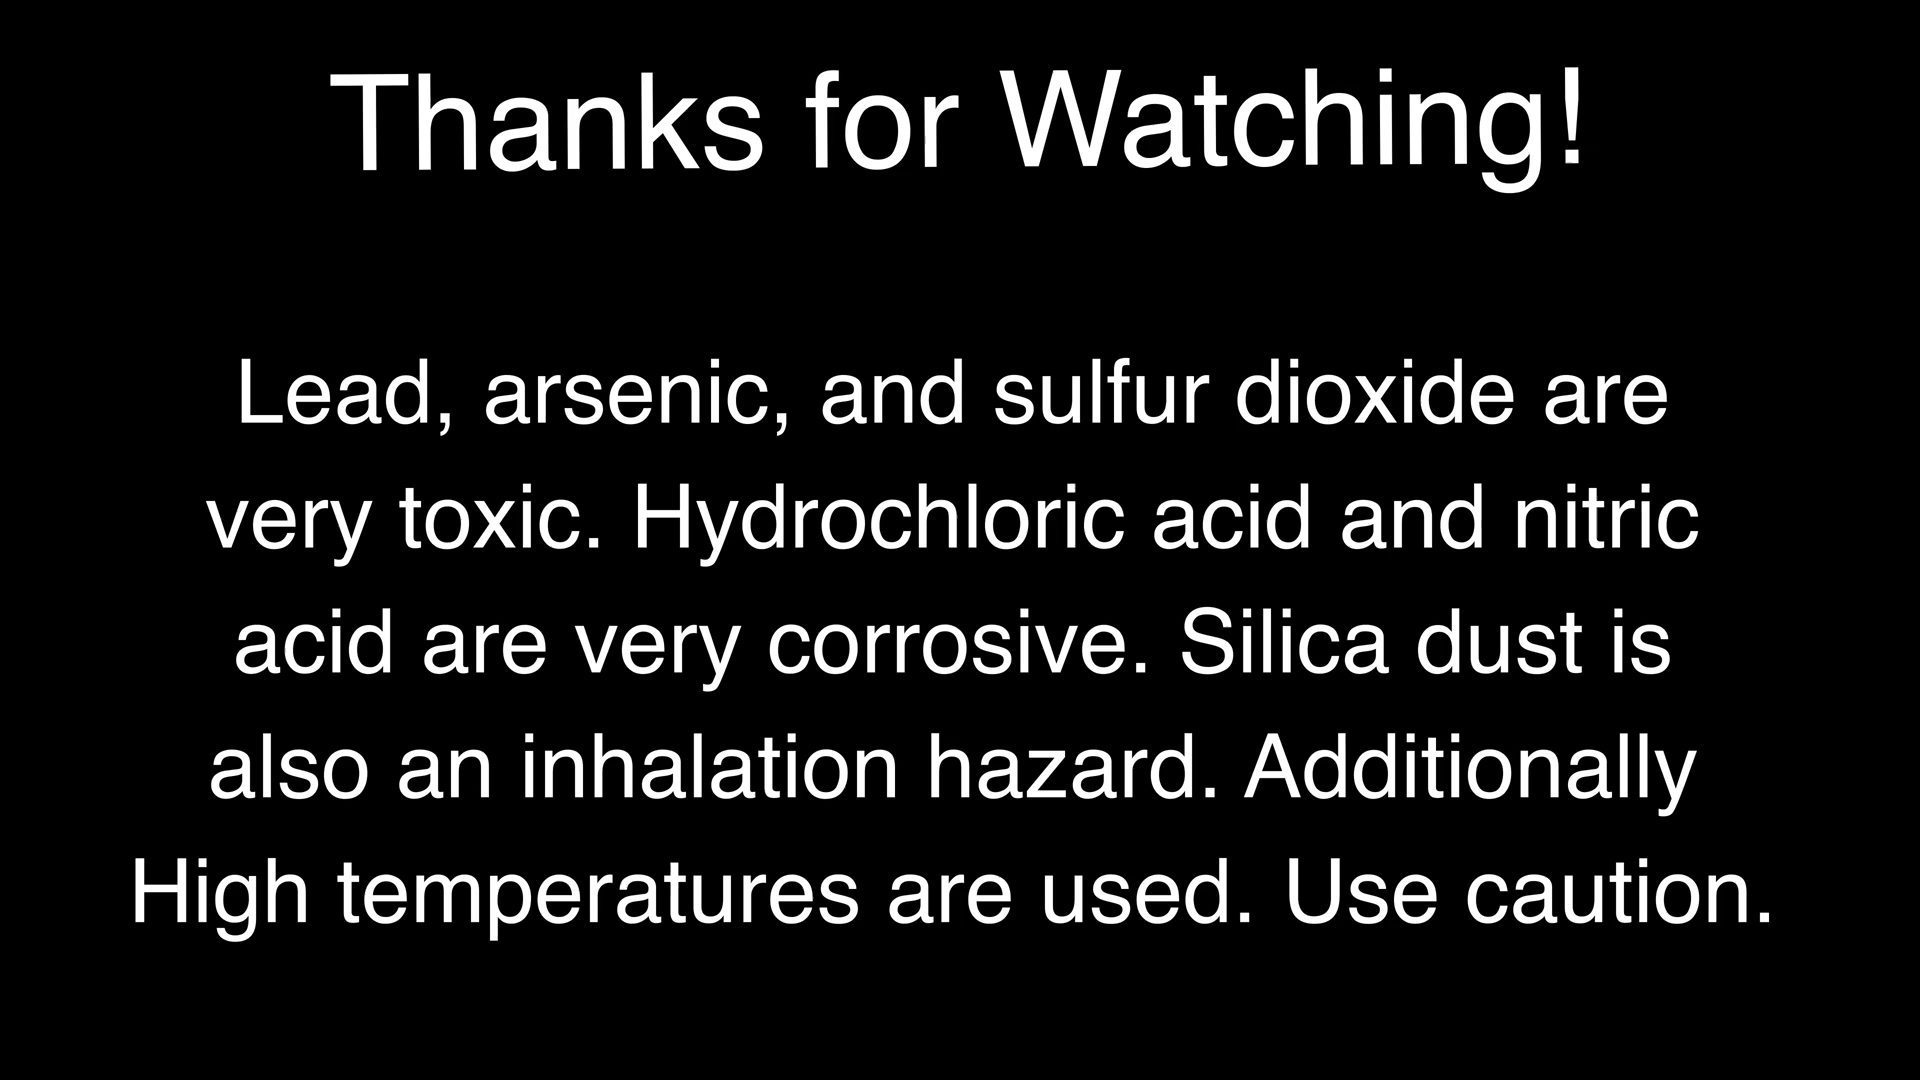 Thanks for Watching!
Lead, arsenic, and sulfur dioxide are
very toxic. Hydrochloric acid and nitric
acid are very corrosive. Silica dust is
also an inhalation hazard. Additionally
High temperatures are used. Use caution.